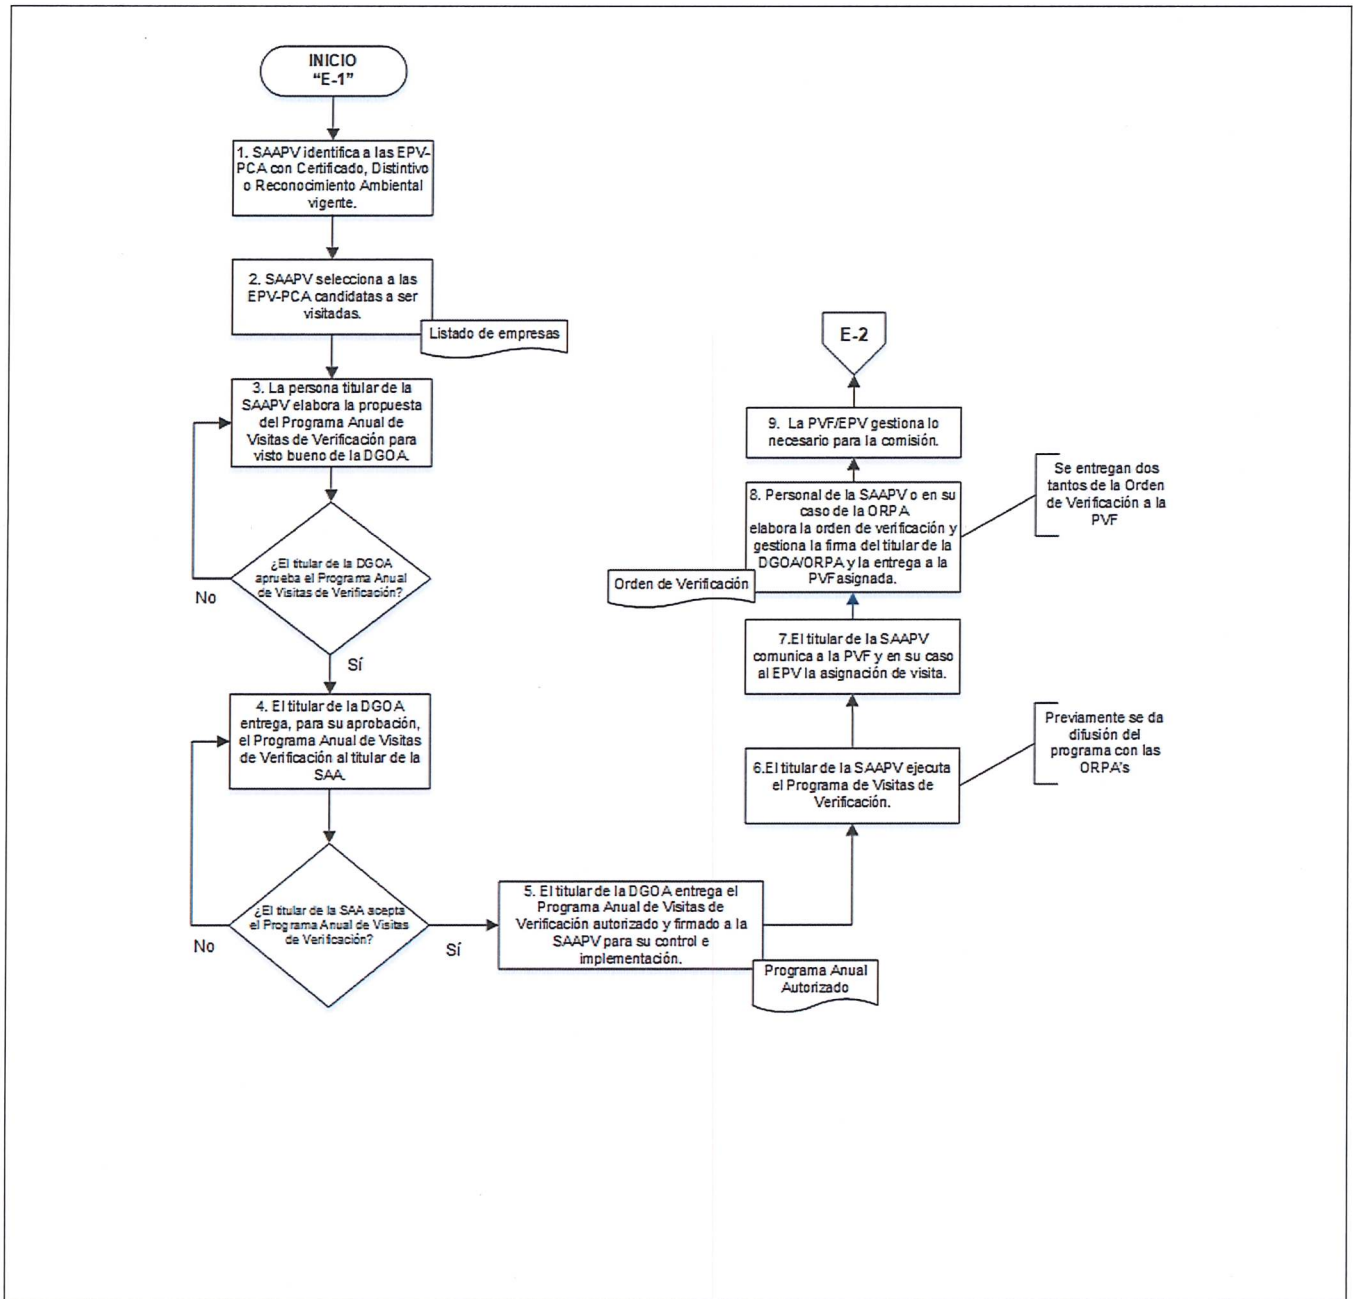 INICIO
"E-1"
1. SAAPV identifica a las EPV-
PCA con Certificado, Distintivo
o Reconocimiento Ambiental
vigente.
2. SAAPV selecciona a las
EPV-PCA candidatas a ser
visitadas.
Listado de empresas
3. La persona titular de la
SAAPV elabora la propuesta
del Programa Anual de
Visitas de Verificación para
visto bueno de la DGOA.
¿El titular de la DGOA
aprueba el Programa Anual
de Visitas de Verificación?
No
Sí
4. El titular de la DGOA
entrega, para su aprobación,
el Programa Anual de Visitas
de Verificación al titular de la
SAA.
¿El titular de la SAA acepta
el Programa Anual de Visitas
de Verificación?
No
Sí
5. El titular de la DGOA entrega el
Programa Anual de Visitas de
Verificación autorizado y firmado a la
SAAPV para su control e
implementación.
Programa Anual
Autorizado
6.El titular de la SAAPV ejecuta
el Programa de Visitas de
Verificación.
Previamente se da
difusión del
programa con las
ORPA's
7.El titular de la SAAPV
comunica a la PVF y en su caso
al EPV la asignación de visita.
8. Personal de la SAAPV o en su
caso de la ORPA
elabora la orden de verificación y
gestiona la firma del titular de la
DGOA/ORPA y la entrega a la
PVF asignada.
Orden de Verificación
Se entregan dos
tantos de la Orden
de Verificación a la
PVF
9. La PVF/EPV gestiona lo
necesario para la comisión.
E-2